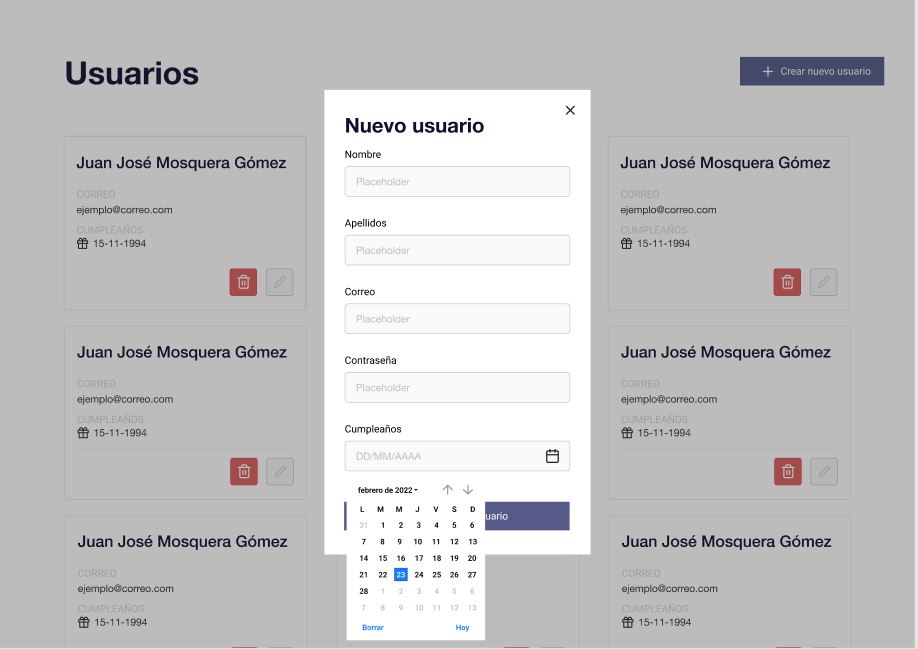 Usuarios
Crear nuevo usuario
Juan José Mosquera Gómez
CORREO
ejemplo@correo.com
CUMPLEAÑOS
15-11-1994
Juan José Mosquera Gómez
CORREO
ejemplo@correo.com
CUMPLEAÑOS
15-11-1994
Juan José Mosquera Gómez
CORREO
ejemplo@correo.com
CUMPLEAÑOS
15-11-1994
Nuevo usuario
Nombre
Placeholder
Apellidos
Placeholder
Correo
Placeholder
Contraseña
Placeholder
Cumpleaños
DD/MM/AAAA
uario
febrero de 2022
L M M J V S D
31 1 2 3 4 5 6
7 8 9 10 11 12 13
14 15 16 17 18 19 20
21 22 23 24 25 26 27
28 1 2 3 4 5 6
7 8 9 10 11 12 13
Borrar Hoy
Juan José Mosquera Gómez
CORREO
ejemplo@correo.com
CUMPLEAÑOS
15-11-1994
Juan José Mosquera Gómez
CORREO
ejemplo@correo.com
CUMPLEAÑOS
15-11-1994
Juan José Mosquera Gómez
CORREO
ejemplo@correo.com
CUMPLEAÑOS
15-11-1994